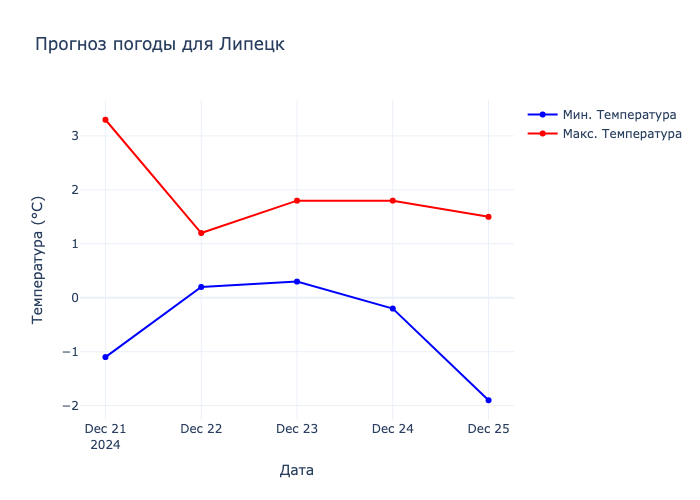 Прогноз погоды для Липецк
Мин. Температура
Макс. Температура
Температура (°C)
3
2
1
0
−1
−2
Dec 21
2024
Dec 22
Dec 23
Dec 24
Dec 25
Дата